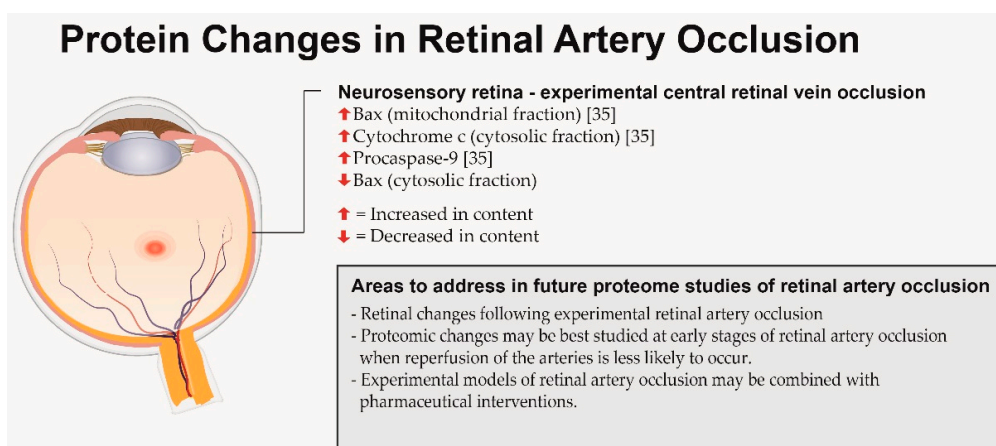 Protein Changes in Retinal Artery Occlusion
Neurosensory retina - experimental central retinal vein occlusion
⬆Bax (mitochondrial fraction) [35]
⬆Cytochrome c (cytosolic fraction) [35]
⬆Procaspase-9 [35]
⬇Bax (cytosolic fraction)
⬆ = Increased in content
⬇ = Decreased in content
Areas to address in future proteome studies of retinal artery occlusion
- Retinal changes following experimental retinal artery occlusion
- Proteomic changes may be best studied at early stages of retinal artery occlusion
when reperfusion of the arteries is less likely to occur.
- Experimental models of retinal artery occlusion may be combined with
pharmaceutical interventions.